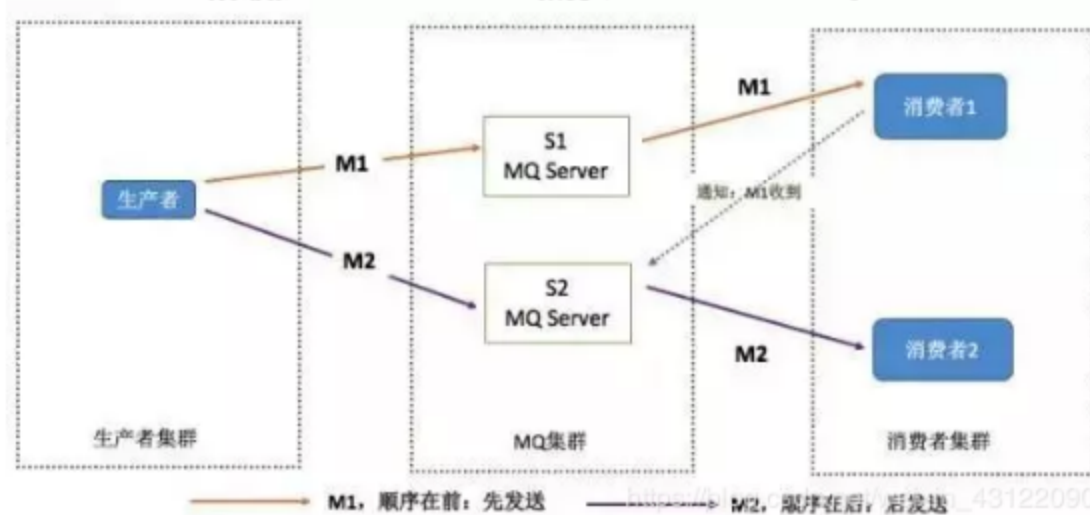 M1
消费者1
S1
MQ Server
M1
生产者
通知:M1收到
M2
S2
MQ Server
M2
消费者2
生产者集群
MQ集群
消费者集群
M1,顺序在前;先发送
M2,顺序在后;后发送